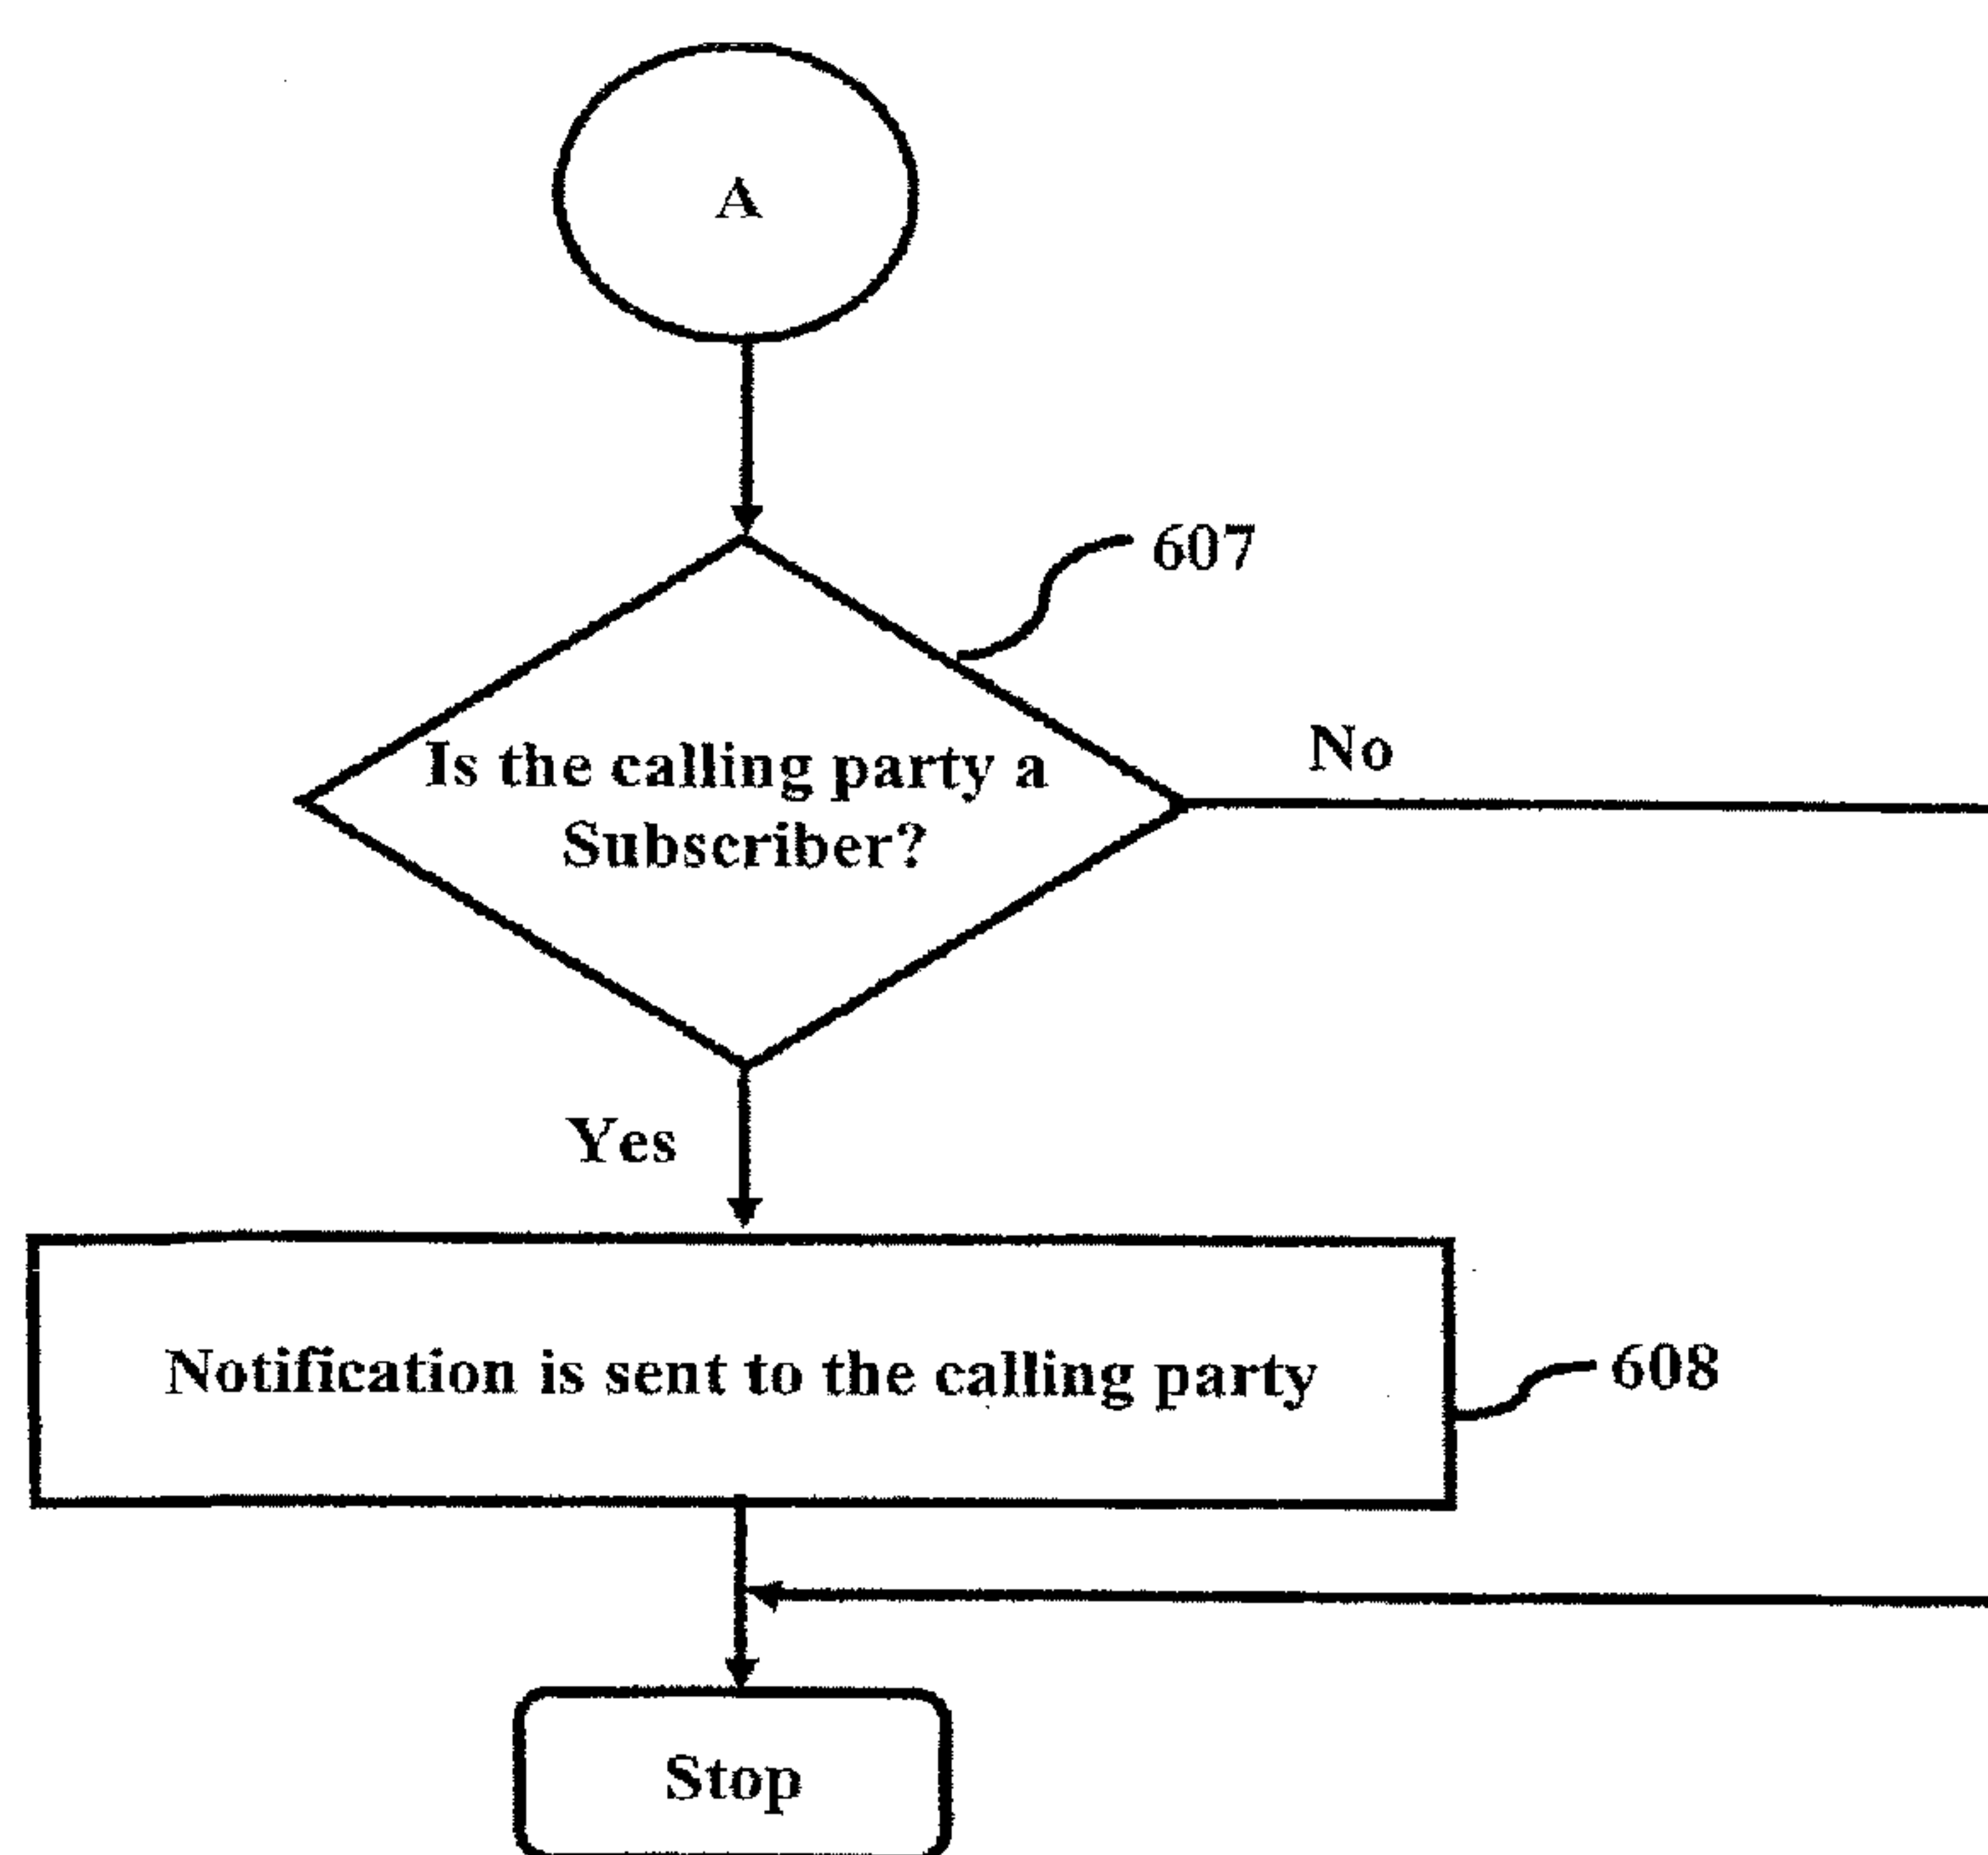 A
607
No
Is the calling party a
Subscriber?
Yes
Notification is sent to the calling party
608
Stop